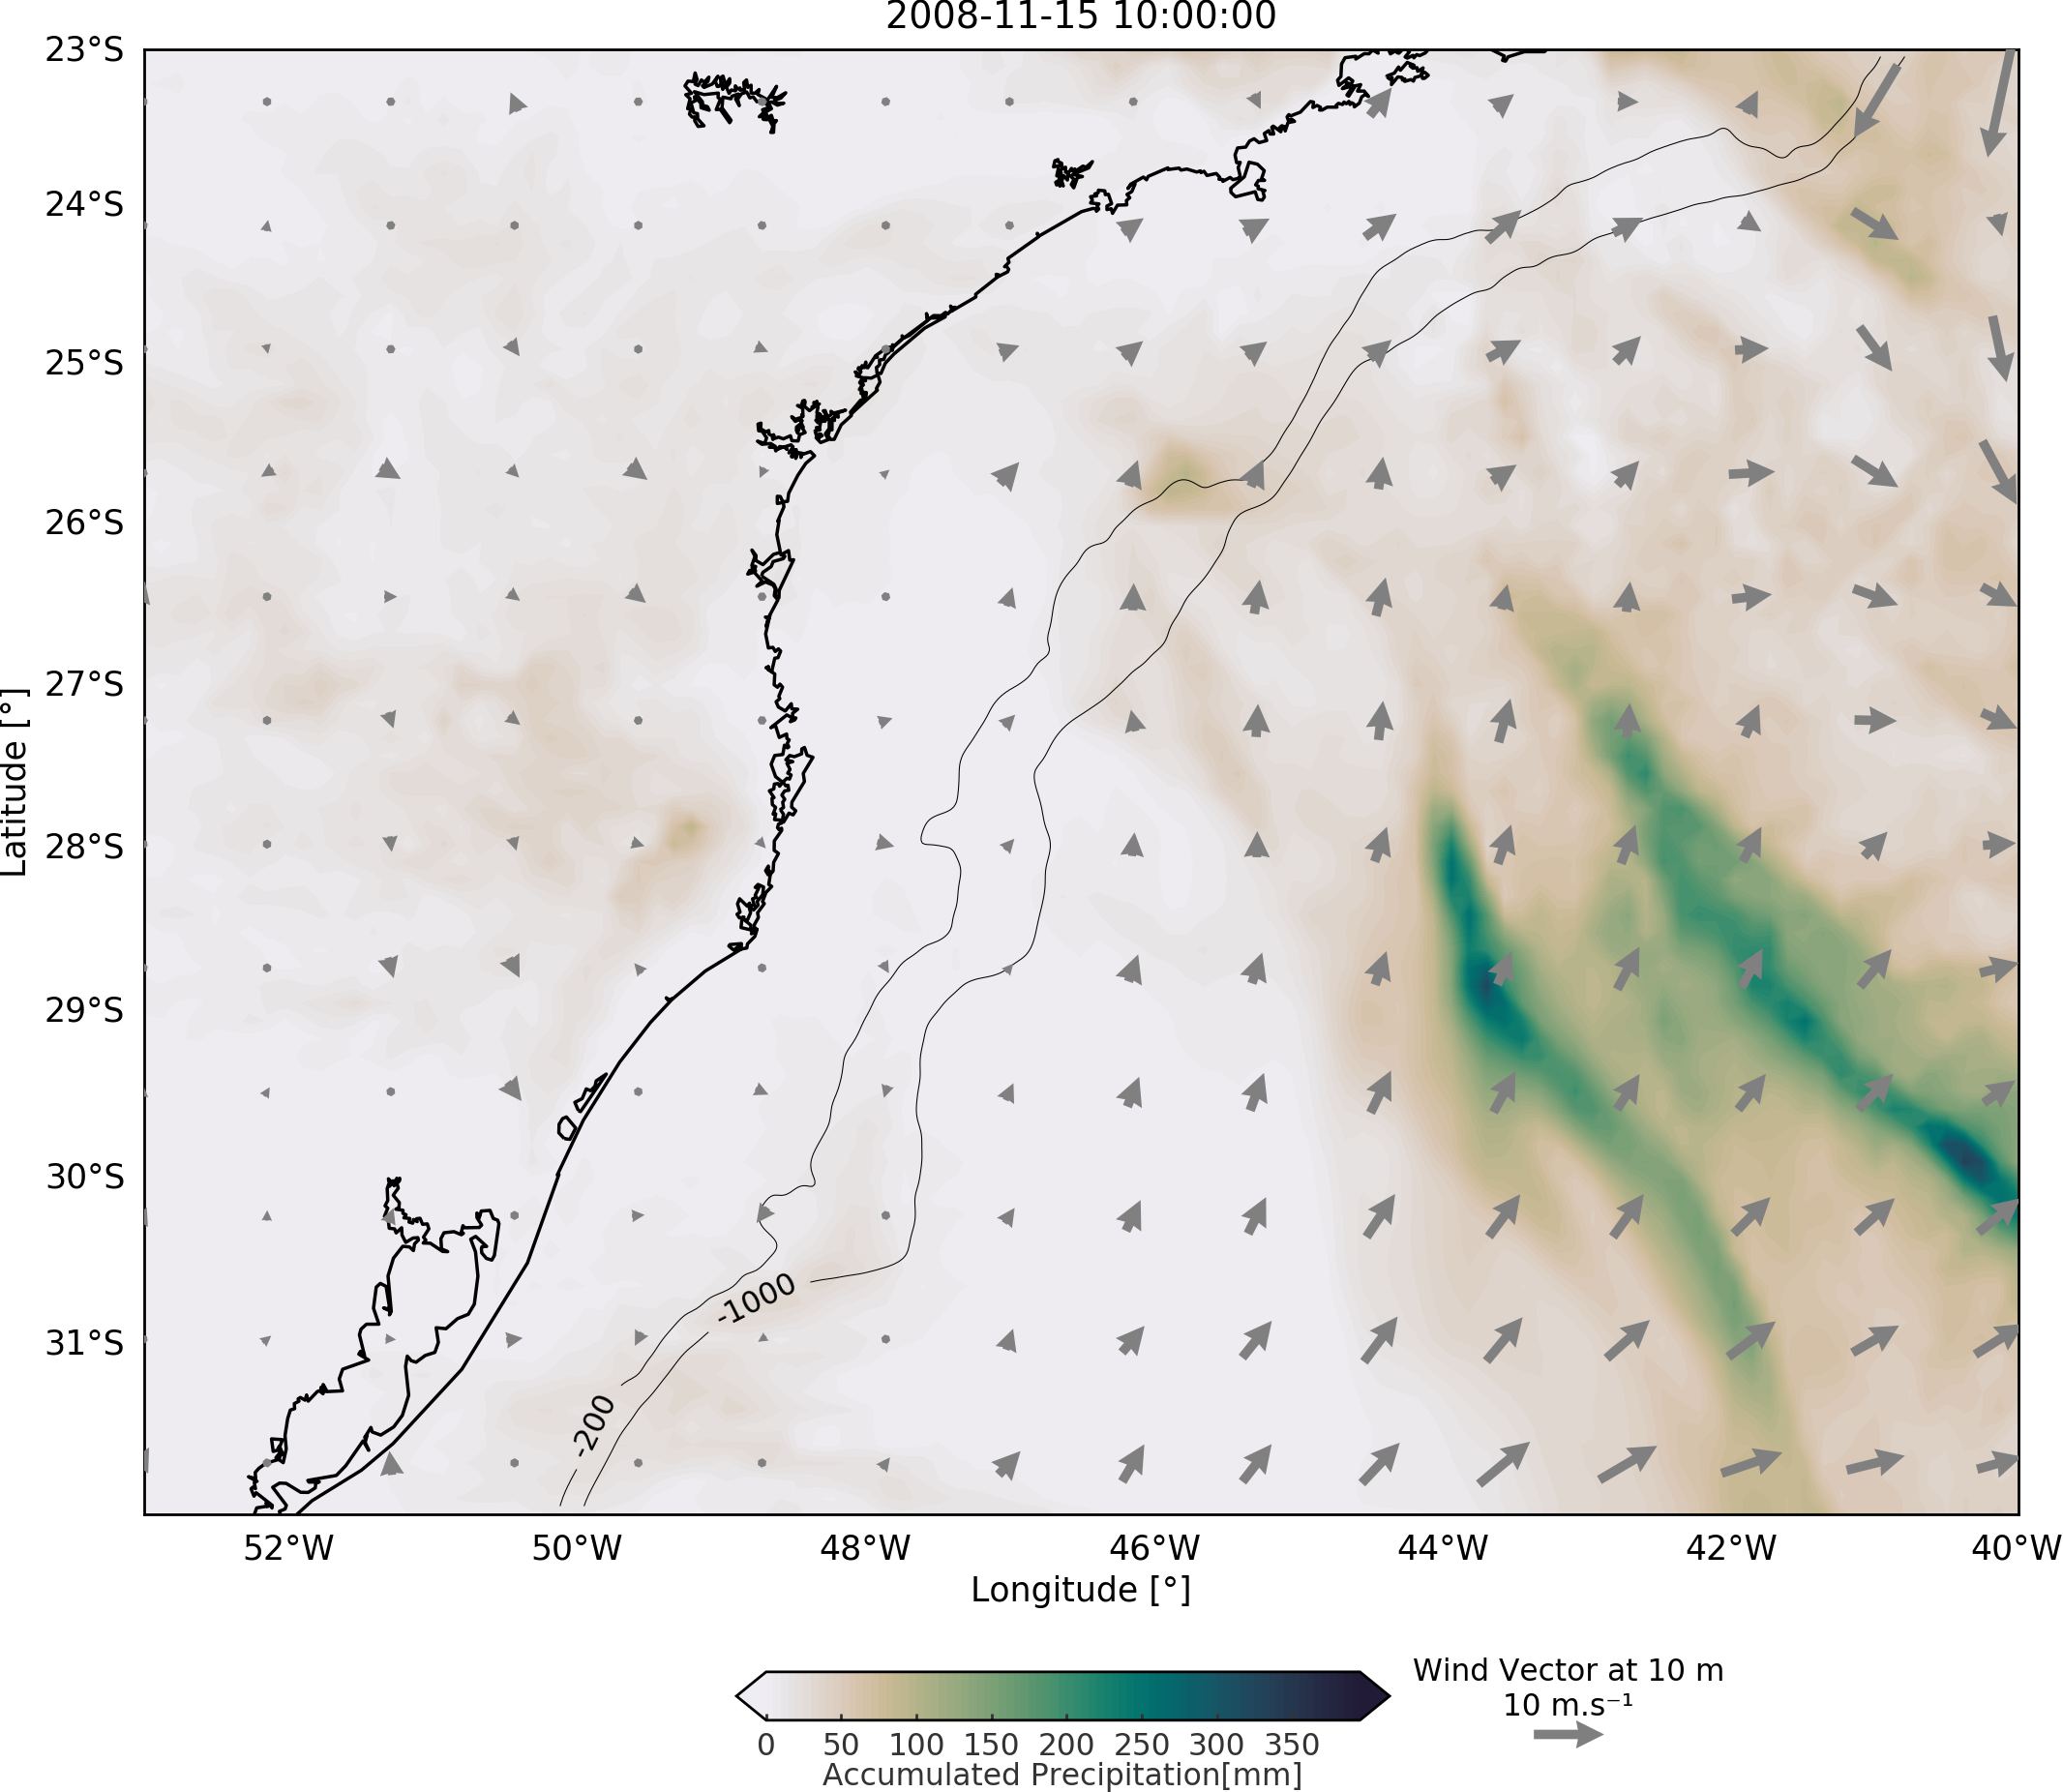 2008-11-15 10:00:00
23°S
24°S
25°S
26°S
27°S
28°S
29°S
30°S
31°S
Latitude [°]
-1000
-200
52°W 50°W 48°W 46°W 44°W 42°W 40°W
Longitude [°]
Wind Vector at 10 m
10 m.s⁻¹
0 50 100 150 200 250 300 350
Accumulated Precipitation[mm]